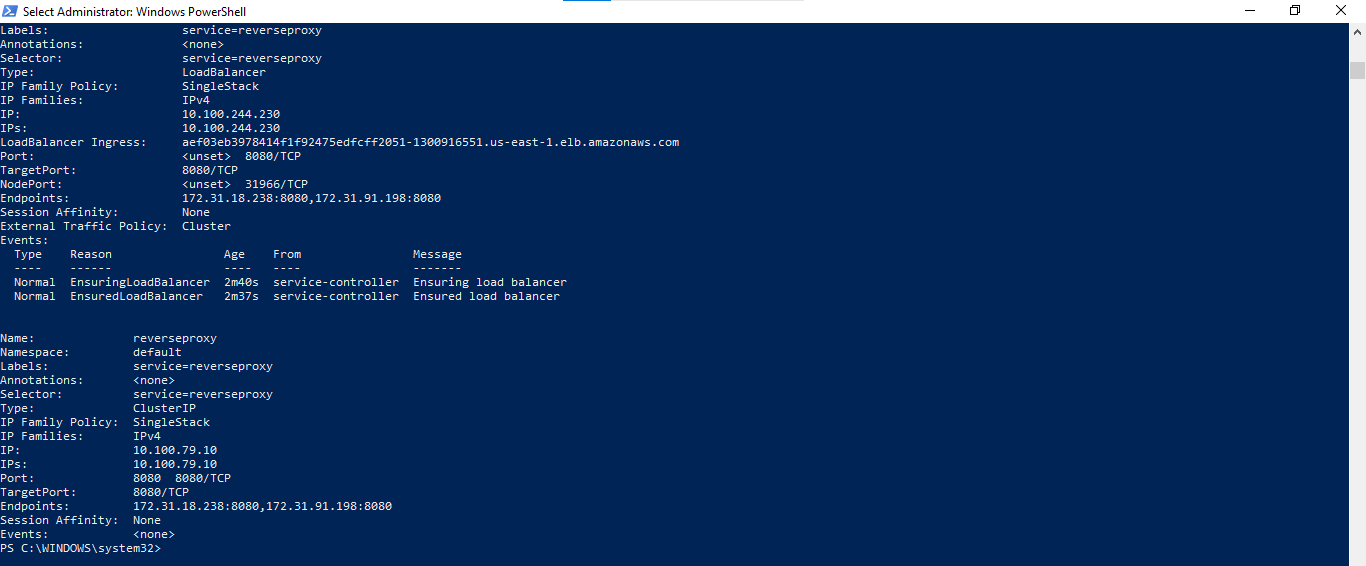 Select Administrator: Windows PowerShell
Labels: service=reverseproxy
Annotations: <none>
Selector: service=reverseproxy
Type: LoadBalancer
IP Family Policy: SingleStack
IP Families: IPv4
IP: 10.100.244.230
IPs: 10.100.244.230
LoadBalancer Ingress: aef03eb3978414f1f92475edfcff2051-1300916551.us-east-1.elb.amazonaws.com
Port: <unset> 8080/TCP
TargetPort: 8080/TCP
NodePort: <unset> 31966/TCP
Endpoints: 172.31.18.238:8080,172.31.91.198:8080
Session Affinity: None
External Traffic Policy: Cluster
Events:
Type Reason Age From Message
---- ------ ---- ---- -------
Normal EnsuringLoadBalancer 2m40s service-controller Ensuring load balancer
Normal EnsuredLoadBalancer 2m37s service-controller Ensured load balancer
Name: reverseproxy
Namespace: default
Labels: service=reverseproxy
Annotations: <none>
Selector: service=reverseproxy
Type: ClusterIP
IP Family Policy: SingleStack
IP Families: IPv4
IP: 10.100.79.10
IPs: 10.100.79.10
Port: 8080 8080/TCP
TargetPort: 8080/TCP
Endpoints: 172.31.18.238:8080,172.31.91.198:8080
Session Affinity: None
Events: <none>
PS C:\WINDOWS\system32>